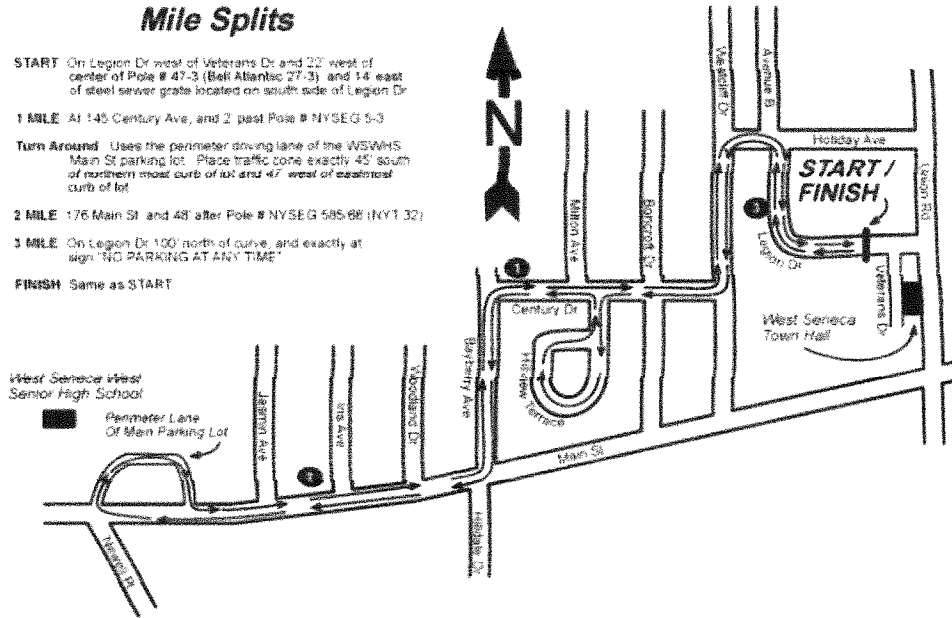 Mile Splits
START On Legion Dr west of Veterans Dr and 22' west of
center of Pole # 47-3 (Bell Atlantic 27-3) and 14' east
of steel sewer grate located on south side of Legion Dr
1 MILE At 145 Century Ave, and 2' past Pole # NYSEG 5-3
Turn Around Uses the perimeter driving lane of the WSWHS
Main St parking lot. Place traffic cone exactly 45' south
of northern most curb of lot and 47' west of eastmost
curb of lot
2 MILE 176 Main St and 48' after Pole # NYSEG 585/66 (NYT 32)
3 MILE On Legion Dr 100' north of curve, and exactly at
sign "NO PARKING AT ANY TIME"
FINISH Same as START
N
Westcliff Dr
Avenue B
Holiday Ave
Union Rd
START /
FINISH
3
Legion Dr
Veterans Dr
West Seneca
Town Hall
Milton Ave
Boncroft Dr
1
Century Dr
Hillview Terrace
Bayberry Ave
Main St
West Seneca West
Senior High School
Perimeter Lane
Of Main Parking Lot
Jasmin Ave
Iris Ave
Woodland Dr
Hilldale Dr